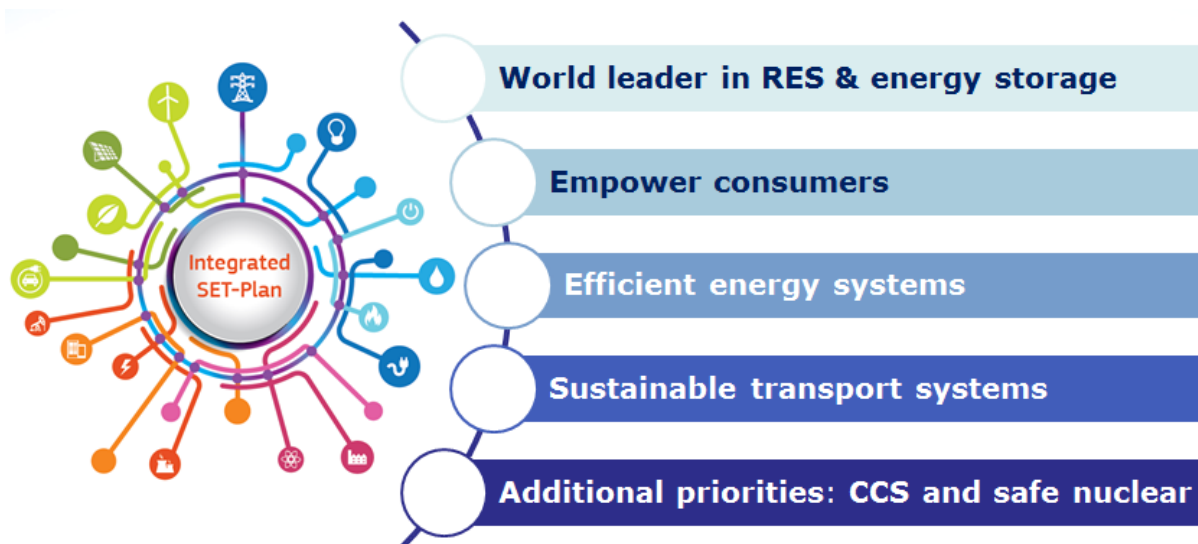 Integrated
SET-Plan
World leader in RES & energy storage
Empower consumers
Efficient energy systems
Sustainable transport systems
Additional priorities: CCS and safe nuclear